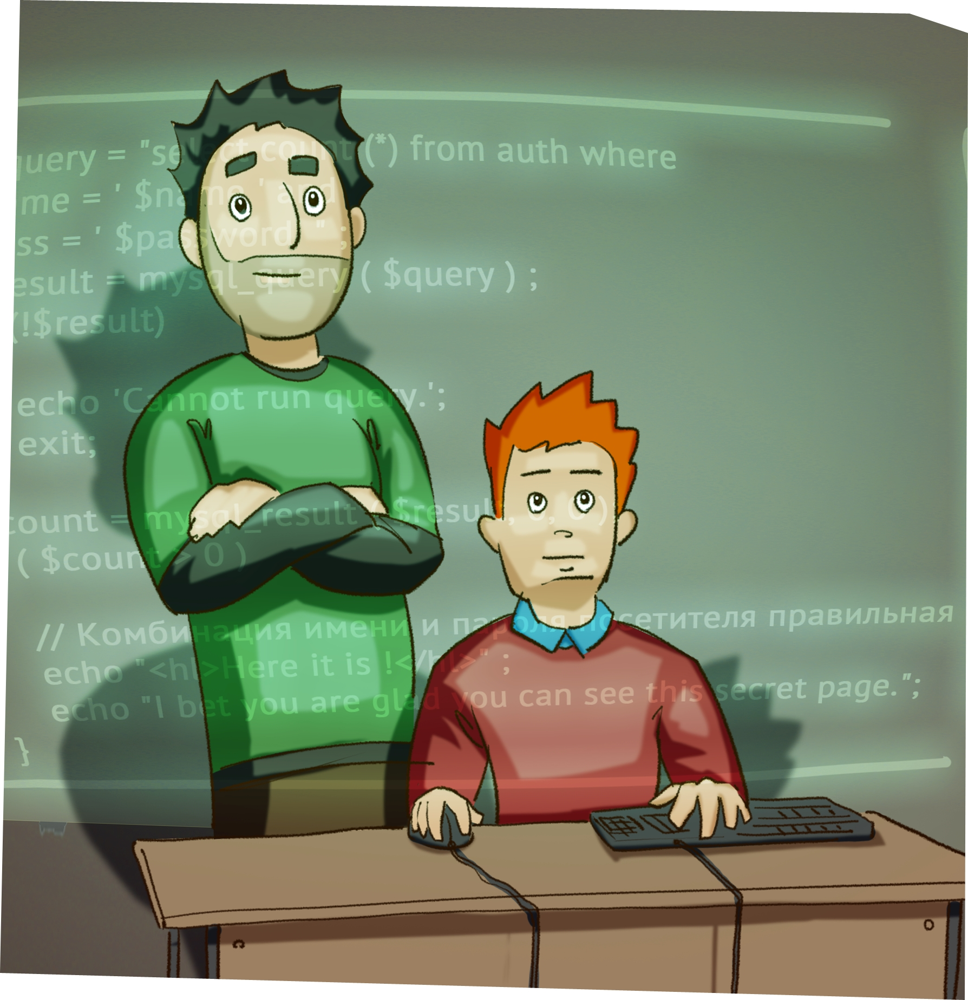 query = "select count (*) from auth where
me = ' $name ' and
ss = ' $password ' " ;
esult = mysql_query ( $query ) ;
(!$result)
echo 'Cannot run query.';
exit;
count = mysql_result ( $result, 0, 0 );
( $count > 0 )
// Комбинация имени и пароля посетителя правильная
echo "<hl>Here it is !</hl>" ;
echo "I bet you are glad you can see this secret page.";
}